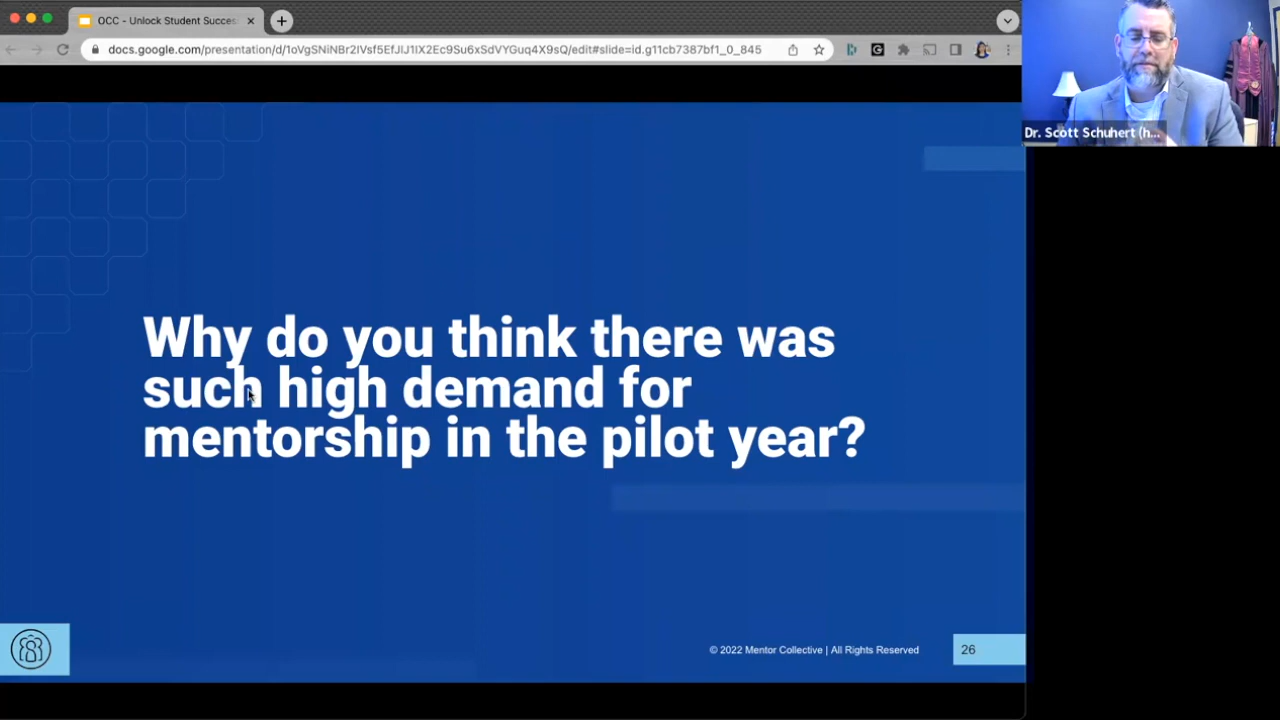 OCC - Unlock Student Succes
docs.google.com/presentation/d/1oVgSNiNBr2IVsf5EfJIJ1IX2Ec9Su6xSdVYGuq4X9sQ/edit#slide=id.g11cb7387bf1_0_845
Dr. Scott Schuhert (h...
Why do you think there was
such high demand for
mentorship in the pilot year?
© 2022 Mentor Collective | All Rights Reserved
26